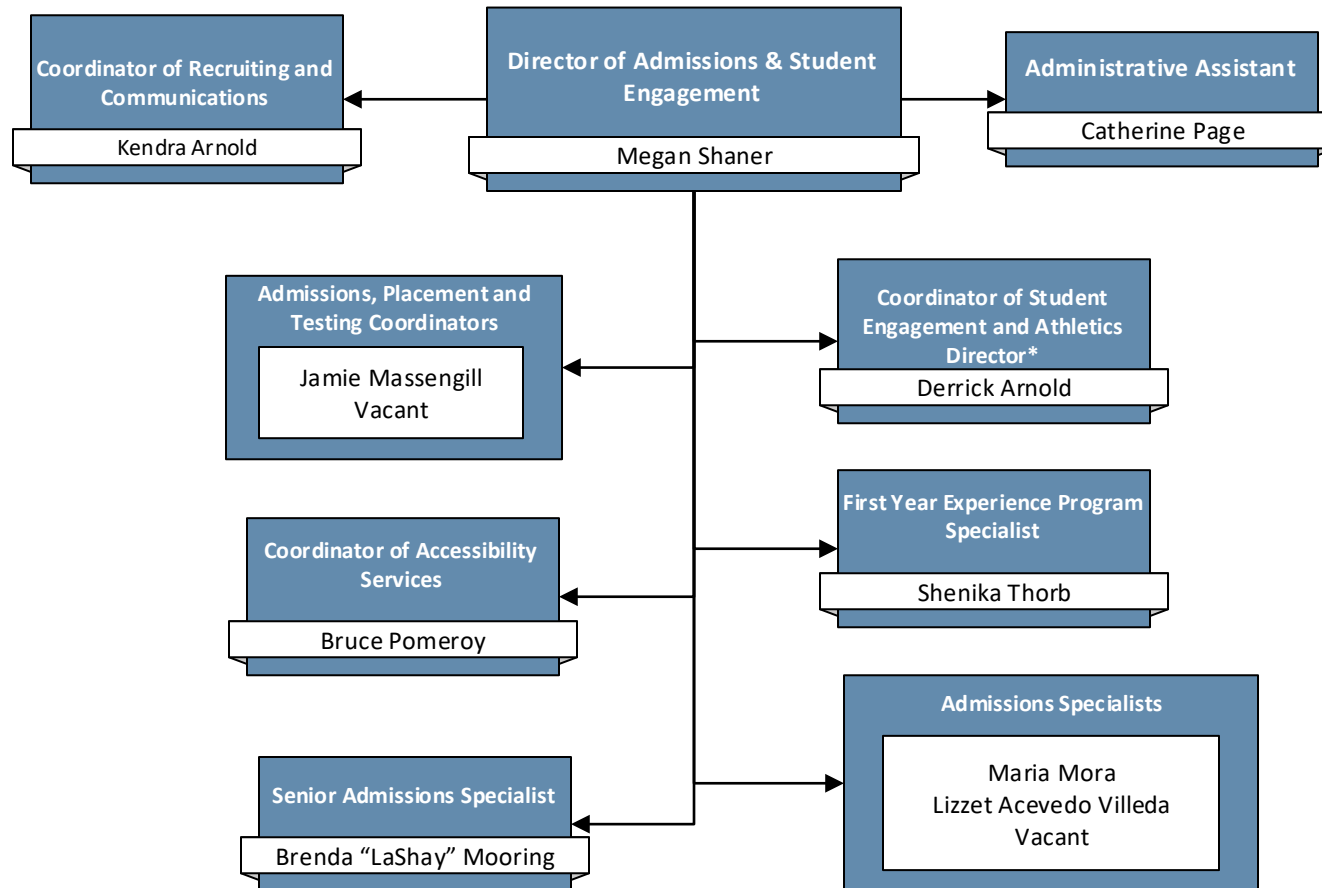 Coordinator of Recruiting and
Communications
Kendra Arnold
Director of Admissions & Student
Engagement
Megan Shaner
Administrative Assistant
Catherine Page
Admissions, Placement and
Testing Coordinators
Jamie Massengill
Vacant
Coordinator of Student
Engagement and Athletics
Director*
Derrick Arnold
Coordinator of Accessibility
Services
Bruce Pomeroy
First Year Experience Program
Specialist
Shenika Thorb
Senior Admissions Specialist
Brenda “LaShay” Mooring
Admissions Specialists
Maria Mora
Lizzet Acevedo Villeda
Vacant